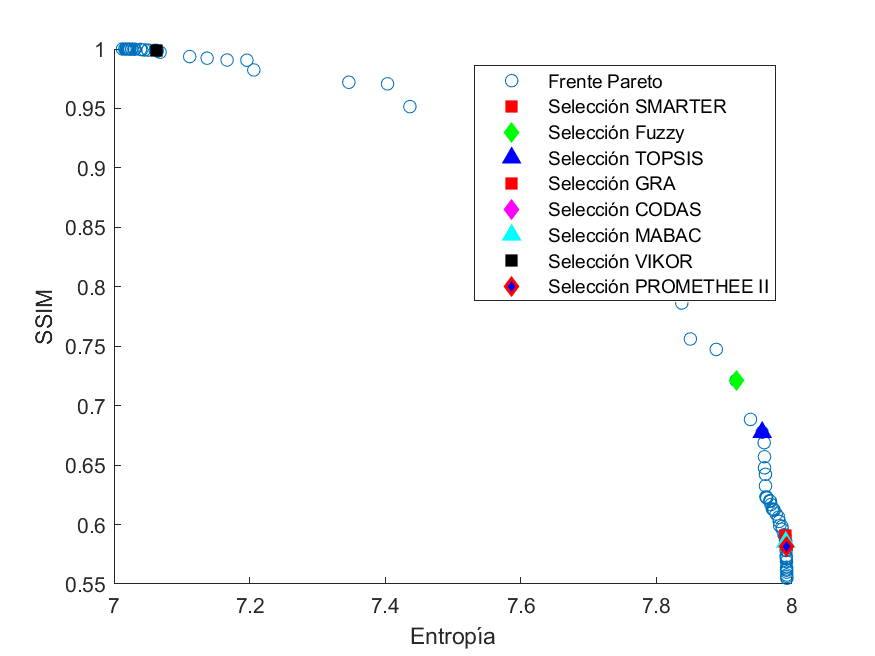 1
0.95
0.9
0.85
0.8
0.75
0.7
0.65
0.6
0.55
SSIM
7
7.2
7.4
7.6
7.8
8
Entropía
Frente Pareto
Selección SMARTER
Selección Fuzzy
Selección TOPSIS
Selección GRA
Selección CODAS
Selección MABAC
Selección VIKOR
Selección PROMETHEE II